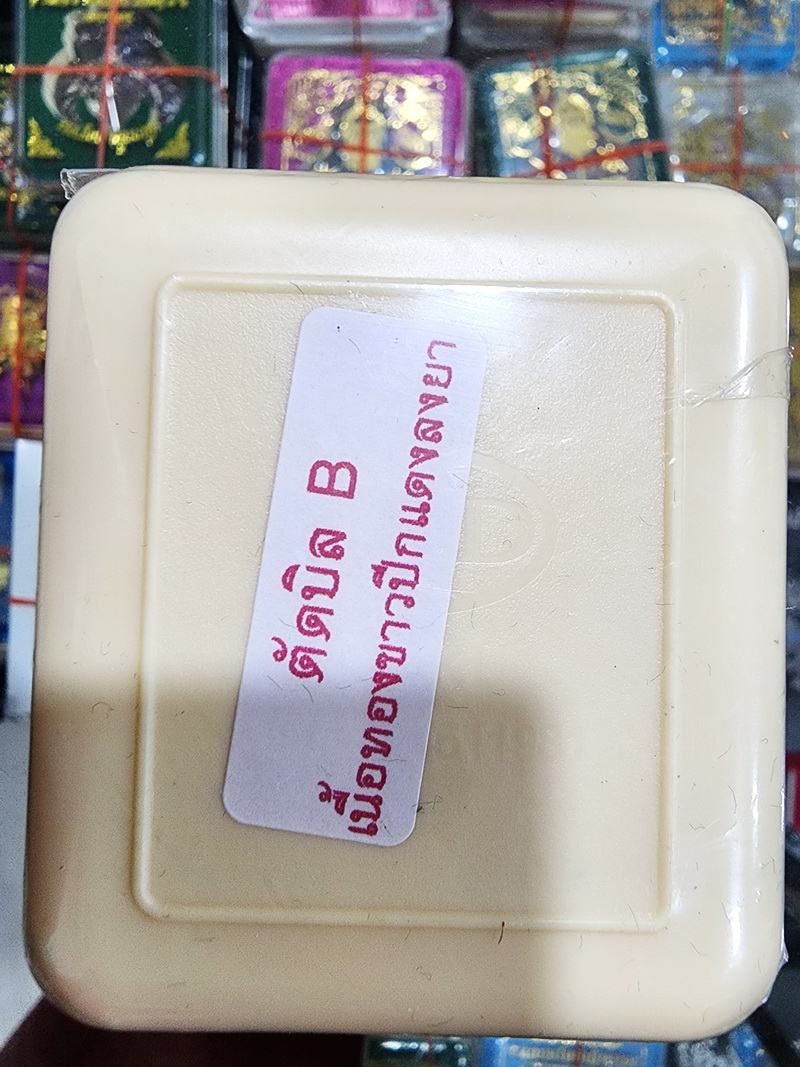 ตัดบิล B
เนื้อทองขาวปีกแดงลงยา